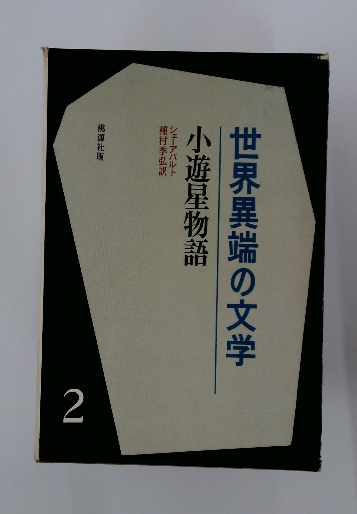 世界異端の文学
小遊星物語
シェーアバルト
種村季弘訳
桃源社版
2